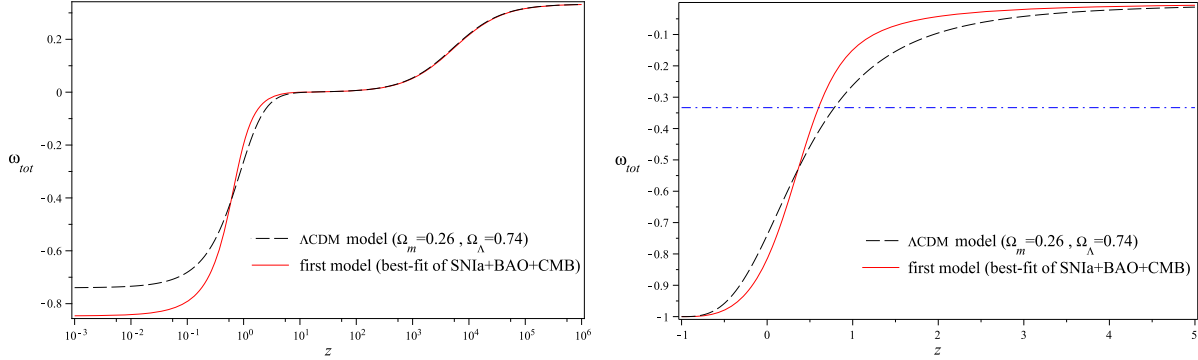 0.2
0
-0.2
-0.4
-0.6
-0.8
ω_tot
ΛCDM model (Ω_m=0.26 , Ω_Λ=0.74)
first model (best-fit of SNIa+BAO+CMB)
10^-3 10^-2 10^-1 10^0 10^1 10^2 10^3 10^4 10^5 10^6
z
-0.1
-0.2
-0.3
-0.4
-0.5
-0.6
-0.7
-0.8
-0.9
-1
ω_tot
ΛCDM model (Ω_m=0.26 , Ω_Λ=0.74)
first model (best-fit of SNIa+BAO+CMB)
-1 0 1 2 3 4 5
z